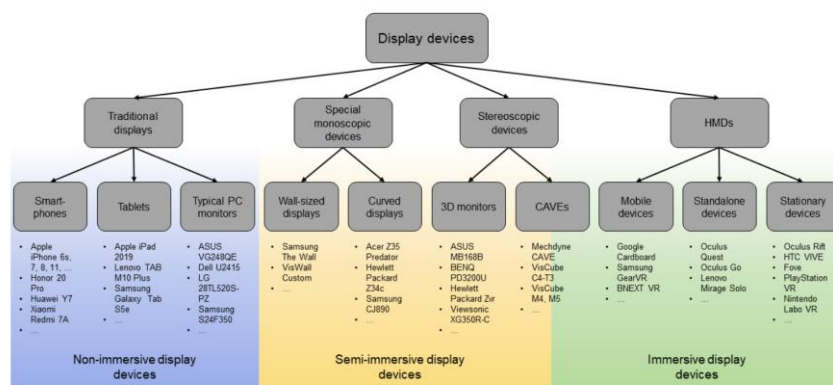 Display devices
Traditional
displays
Special
monoscopic
devices
Stereoscopic
devices
HMDs
Smart-
phones
Tablets
Typical PC
monitors
Wall-sized
displays
Curved
displays
3D monitors
CAVEs
Mobile
devices
Standalone
devices
Stationary
devices
• Apple
iPhone 6s,
7, 8, 11, ...
• Honor 20
Pro
• Huawei Y7
• Xiaomi
Redmi 7A
• ....
• Apple iPad
2019
• Lenovo TAB
M10 Plus
• Samsung
Galaxy Tab
S5e
• ...
• ASUS
VG248QE
• Dell U2415
• LG
28TL520S-
PZ
• Samsung
S24F350
• ....
• Samsung
The Wall
• VisWall
Custom
• ...
• Acer Z35
Predator
• Hewlett
Packard
Z34c
• Samsung
CJ890
• ....
• ASUS
MB168B
• BENQ
PD3200U
• Hewlett
Packard Zvr
• Viewsonic
XG350R-C
• ...
• Mechdyne
CAVE
• VisCube
C4-T3
• VisCube
M4, M5
• ...
• Google
Cardboard
• Samsung
GearVR
• BNEXT VR
• ...
• Oculus
Quest
• Oculus Go
• Lenovo
Mirage Solo
• ...
• Oculus Rift
• HTC VIVE
• Fove
• PlayStation
VR
• Nintendo
Labo VR
• ....
Non-immersive display
devices
Semi-immersive display
devices
Immersive display
devices